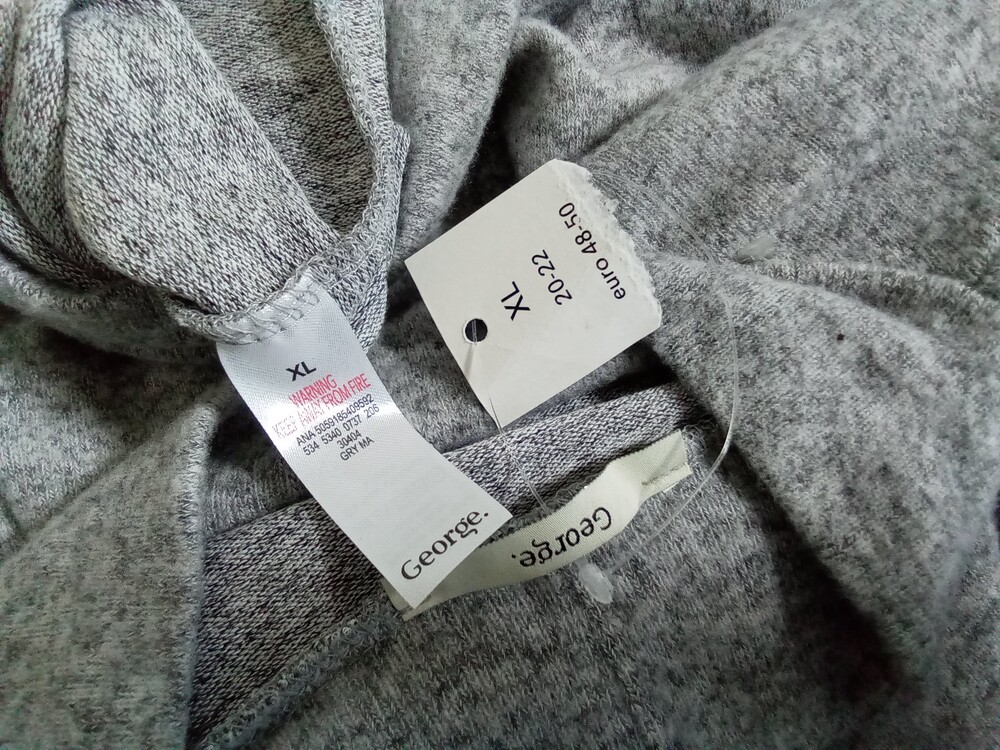 XL
20-22
euro 48-50
XL
WARNING
KEEP AWAY FROM FIRE
ANA 5059185409592
534 5340 0737 206
30404
GRY MA
George.
George.